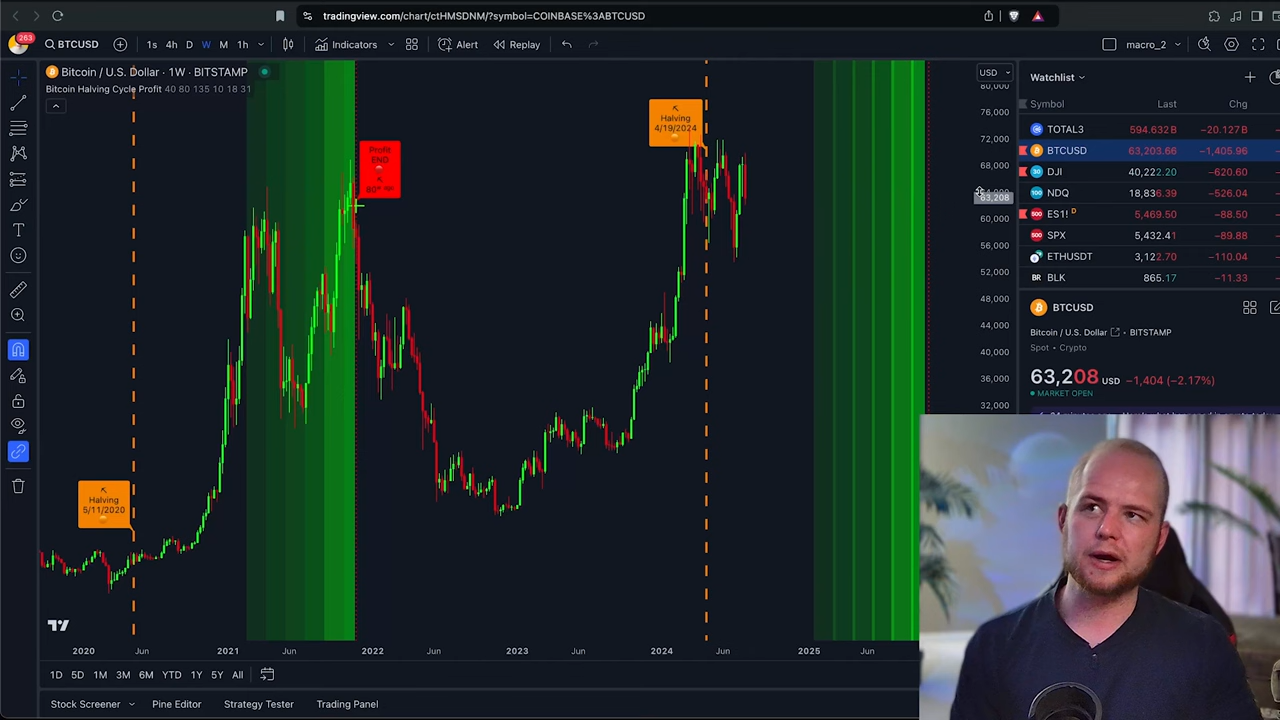 tradingview.com/chart/ctHMSDNM/?symbol=COINBASE%3ABTCUSD
263
BTCUSD
1s 4h D W M 1h
Indicators
Alert
Replay
macro_2
Bitcoin / U.S. Dollar · 1W · BITSTAMP
Bitcoin Halving Cycle Profit 40 80 135 10 18 31
USD
80,000
76,000
72,000
68,000
63,208
60,000
56,000
52,000
48,000
44,000
40,000
36,000
32,000
Profit
END
Halving
4/19/2024
Halving
5/11/2020
2020 Jun 2021 Jun 2022 Jun 2023 Jun 2024 Jun 2025 Jun
1D 5D 1M 3M 6M YTD 1Y 5Y All
Stock Screener
Pine Editor
Strategy Tester
Trading Panel
Watchlist
Symbol Last Chg
TOTAL3 594.632B −20.127B
BTCUSD 63,203.66 −1,405.96
DJI 40,222.20 −620.60
NDQ 18,836.39 −526.04
ES1! D 5,469.50 −88.50
SPX 5,432.41 −89.88
ETHUSDT 3,122.70 −110.04
BLK 865.17 −11.33
BTCUSD
Bitcoin / U.S. Dollar • BITSTAMP
Spot • Crypto
63,208 USD −1,404 (−2.17%)
MARKET OPEN